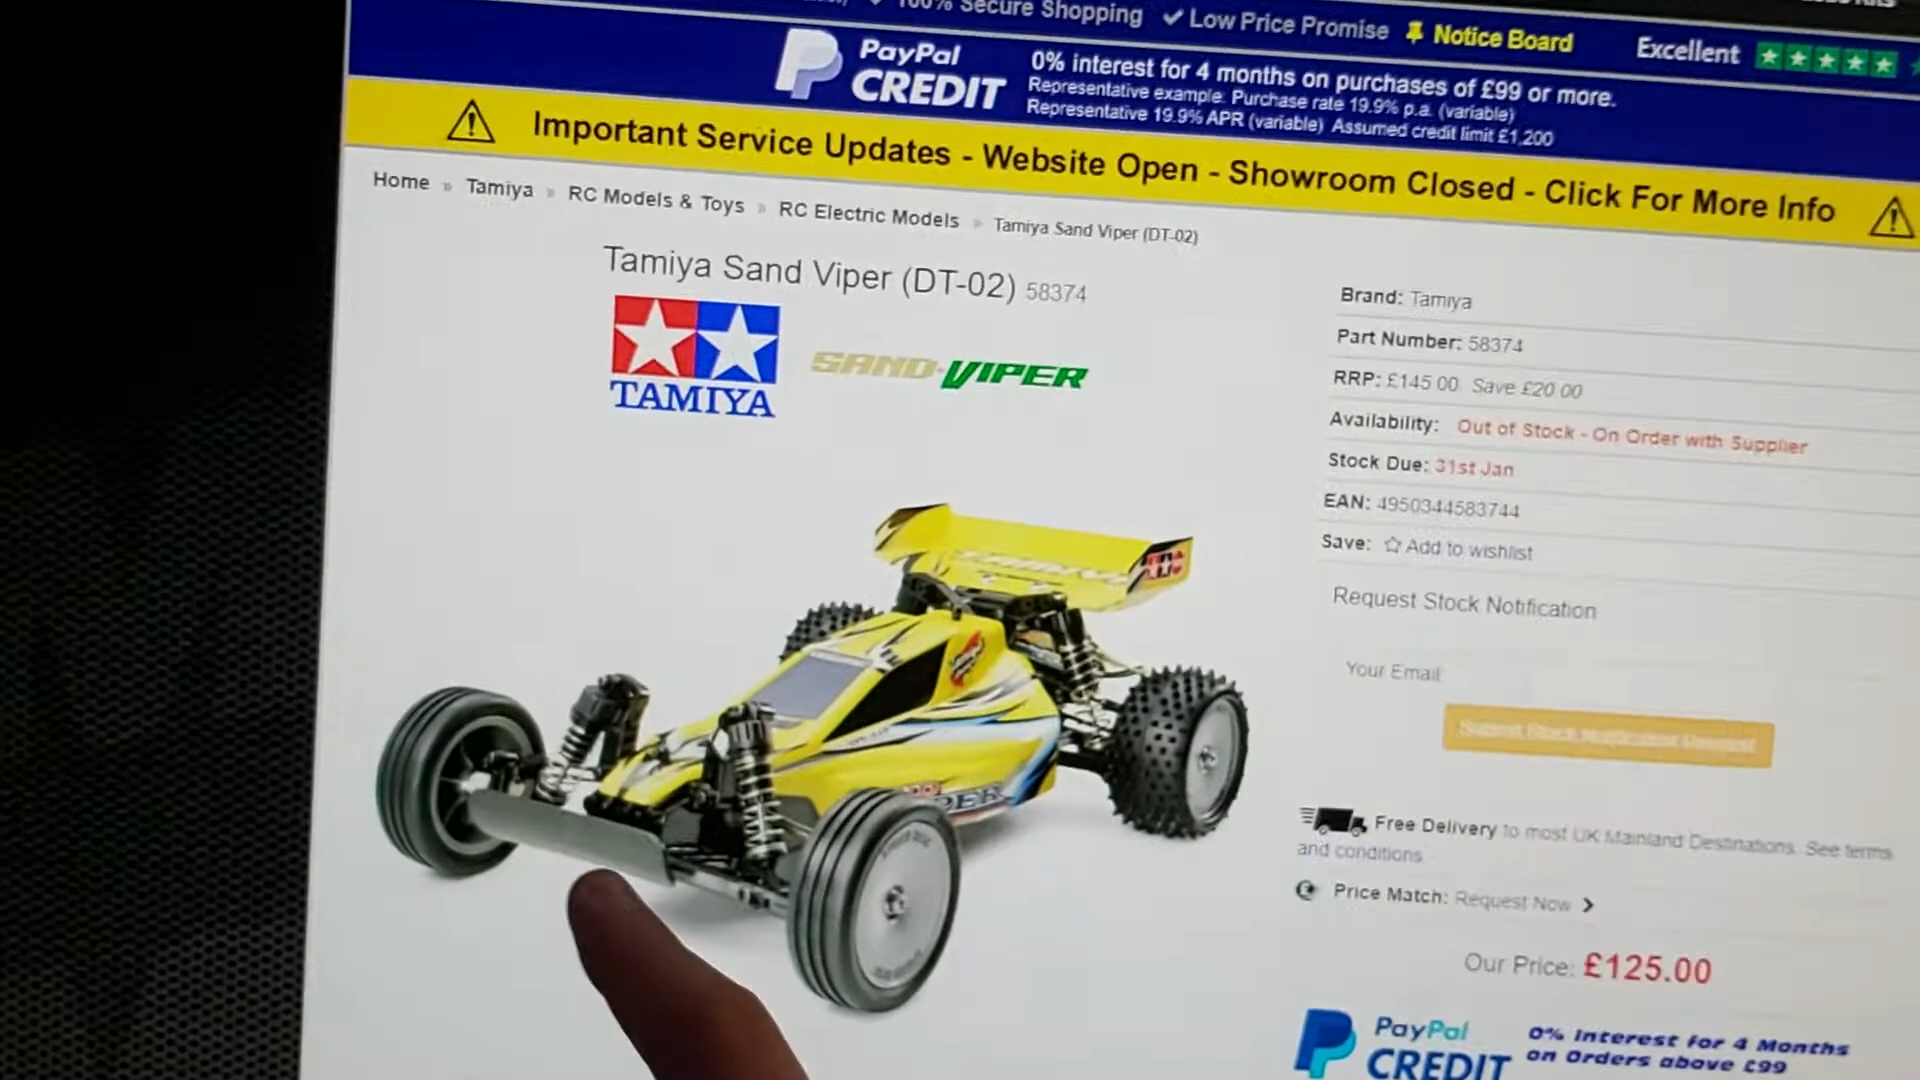 100% Secure Shopping ✓ Low Price Promise Notice Board Excellent
PayPal CREDIT
0% interest for 4 months on purchases of £99 or more.
Representative example: Purchase rate 19.9% p.a. (variable)
Representative 19.9% APR (variable) Assumed credit limit £1,200
Important Service Updates - Website Open - Showroom Closed - Click For More Info
Home » Tamiya » RC Models & Toys » RC Electric Models » Tamiya Sand Viper (DT-02)
Tamiya Sand Viper (DT-02) 58374
TAMIYA
SAND VIPER
Brand: Tamiya
Part Number: 58374
RRP: £145.00 Save £20.00
Availability: Out of Stock - On Order with Supplier
Stock Due: 31st Jan
EAN: 4950344583744
Save: ☆ Add to wishlist
Request Stock Notification
Your Email
Submit Stock Notification Request
Free Delivery to most UK Mainland Destinations. See terms
and conditions.
Price Match: Request Now
Our Price: £125.00
PayPal
CREDIT
0% Interest for 4 Months
on Orders above £99